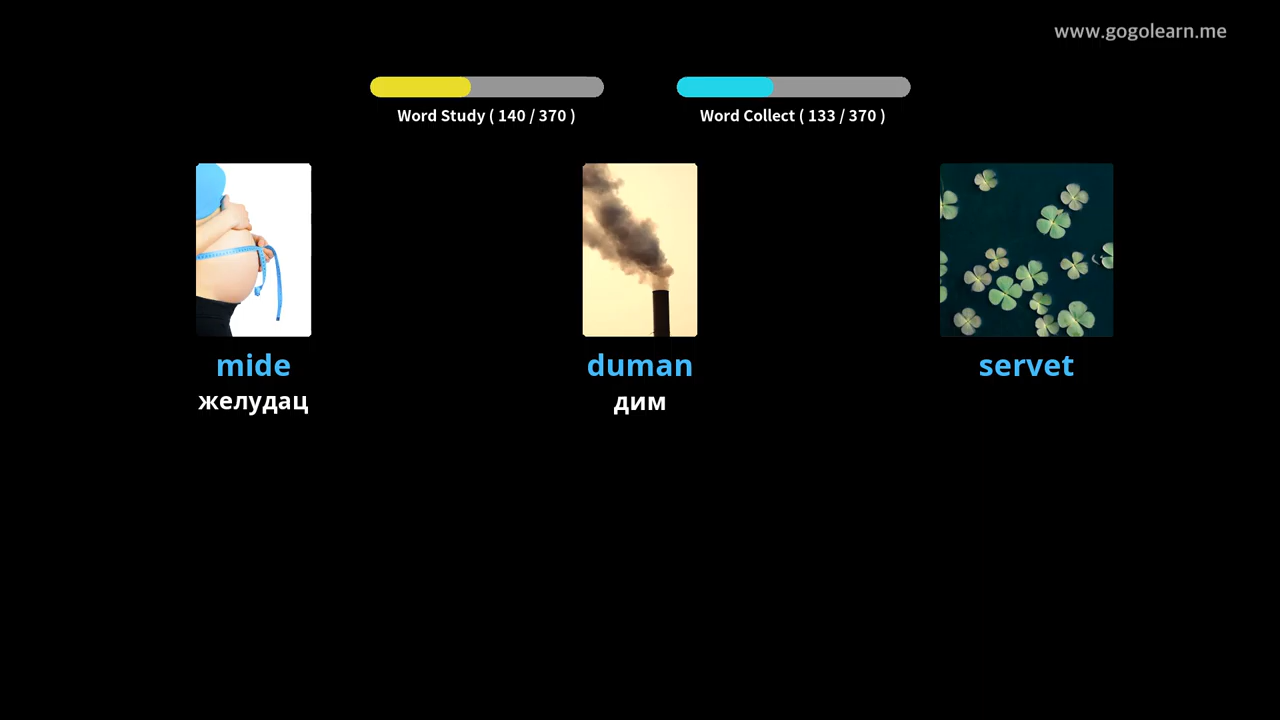 www.gogolearn.me
Word Study ( 140 / 370 )
Word Collect ( 133 / 370 )
mide
duman
servet
желудац
дим